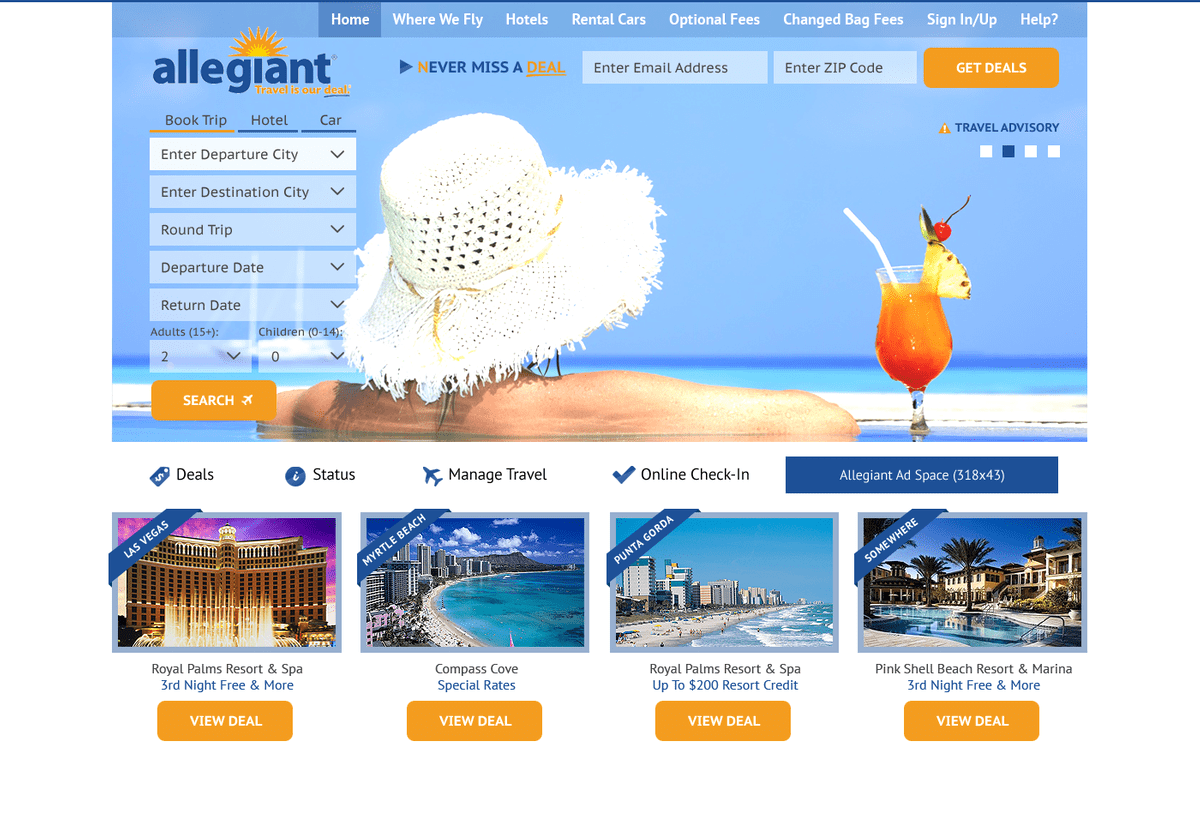 Home Where We Fly Hotels Rental Cars Optional Fees Changed Bag Fees Sign In/Up Help?
allegiant®
Travel is our deal.
NEVER MISS A DEAL Enter Email Address Enter ZIP Code GET DEALS
Book Trip Hotel Car
TRAVEL ADVISORY
Enter Departure City
Enter Destination City
Round Trip
Departure Date
Return Date
Adults (15+): Children (0-14):
2 0
SEARCH
Deals Status Manage Travel Online Check-In Allegiant Ad Space (318x43)
LAS VEGAS MYRTLE BEACH PUNTA GORDA SOMEWHERE
Royal Palms Resort & Spa Compass Cove Royal Palms Resort & Spa Pink Shell Beach Resort & Marina
3rd Night Free & More Special Rates Up To $200 Resort Credit 3rd Night Free & More
VIEW DEAL VIEW DEAL VIEW DEAL VIEW DEAL